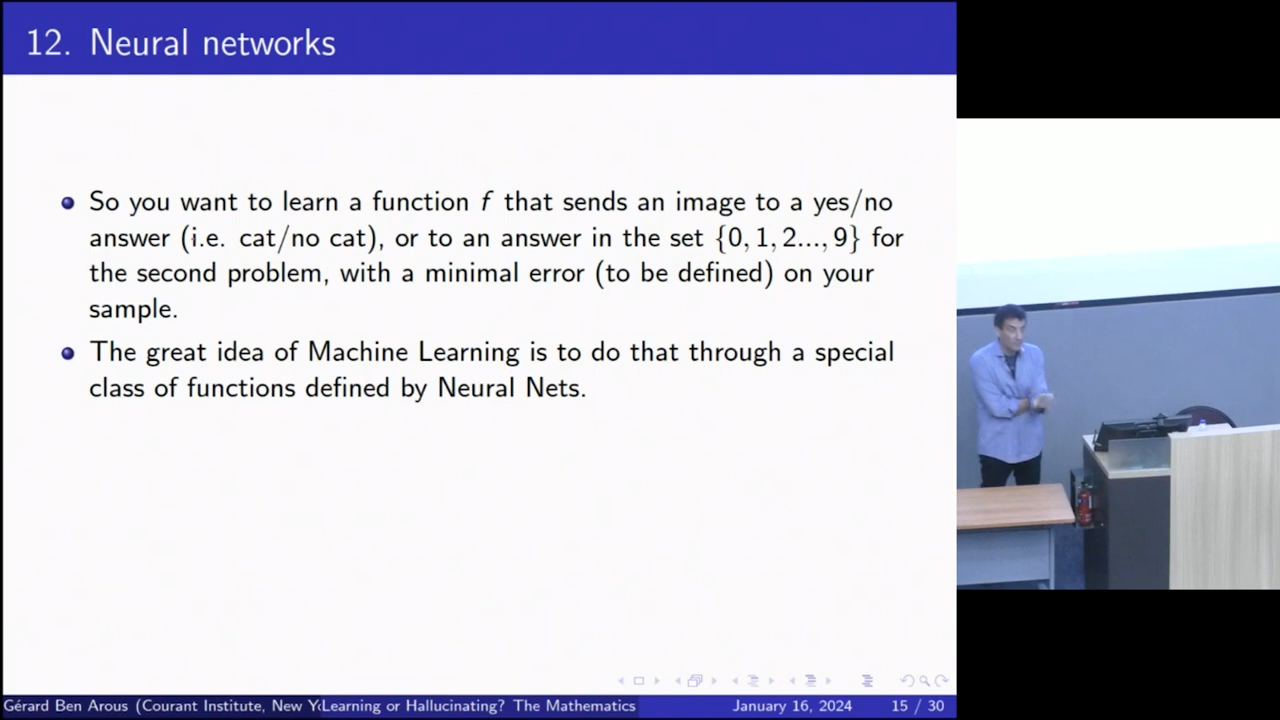 12. Neural networks
So you want to learn a function f that sends an image to a yes/no
answer (i.e. cat/no cat), or to an answer in the set {0, 1, 2..., 9} for
the second problem, with a minimal error (to be defined) on your
sample.
The great idea of Machine Learning is to do that through a special
class of functions defined by Neural Nets.
Gérard Ben Arous (Courant Institute, New Y Learning or Hallucinating? The Mathematics January 16, 2024 15 / 30